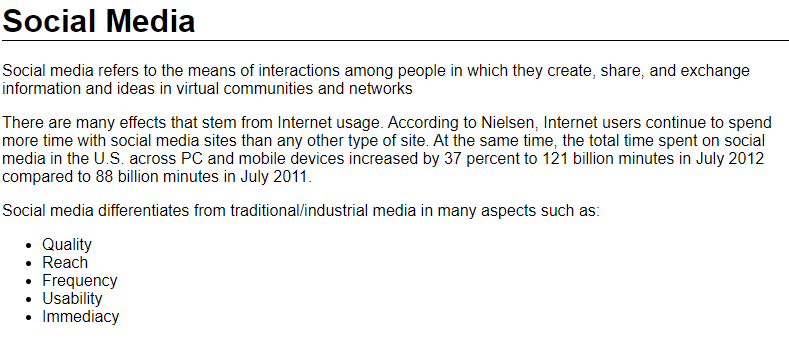 Social Media
Social media refers to the means of interactions among people in which they create, share, and exchange
information and ideas in virtual communities and networks
There are many effects that stem from Internet usage. According to Nielsen, Internet users continue to spend
more time with social media sites than any other type of site. At the same time, the total time spent on social
media in the U.S. across PC and mobile devices increased by 37 percent to 121 billion minutes in July 2012
compared to 88 billion minutes in July 2011.
Social media differentiates from traditional/industrial media in many aspects such as:
• Quality
• Reach
• Frequency
• Usability
• Immediacy